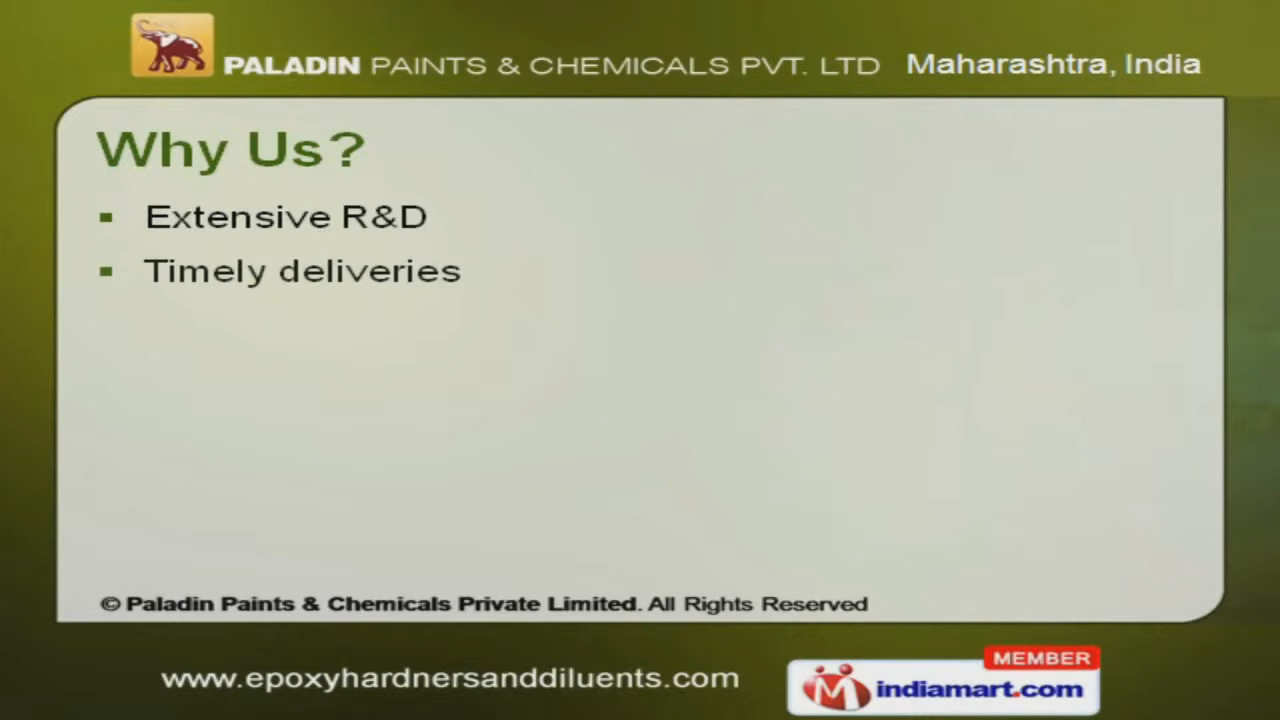 PALADIN PAINTS & CHEMICALS PVT. LTD Maharashtra, India
Why Us?
▪ Extensive R&D
▪ Timely deliveries
© Paladin Paints & Chemicals Private Limited. All Rights Reserved
www.epoxyhardnersanddiluents.com
MEMBER
indiamart.com